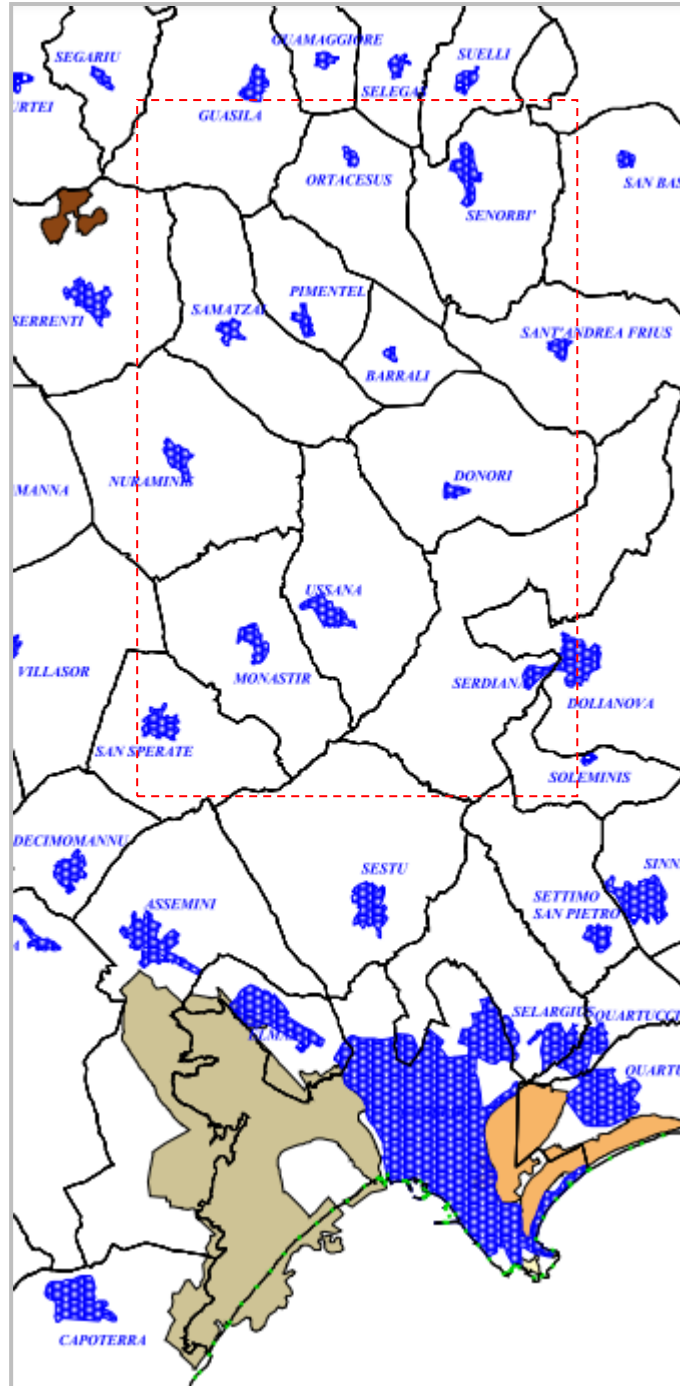 GUAMAGGIORE
SEGARIU
SUELLI
SELEGAS
URTEI
GUASILA
ORTACESUS
SAN BAS
SENORBI'
PIMENTEL
SAMATZAI
SERRENTI
SANT'ANDREA FRIUS
BARRALI
NURAMINIS
DONORI
MANNA
USSANA
VILLASOR
MONASTIR
SERDIANA
DOLIANOVA
SAN SPERATE
SOLEMINIS
DECIMOMANNU
SINN
SESTU
SETTIMO
SAN PIETRO
ASSEMINI
A
SELARGIUS
QUARTUCCI
ELMAS
QUARTU
CAPOTERRA